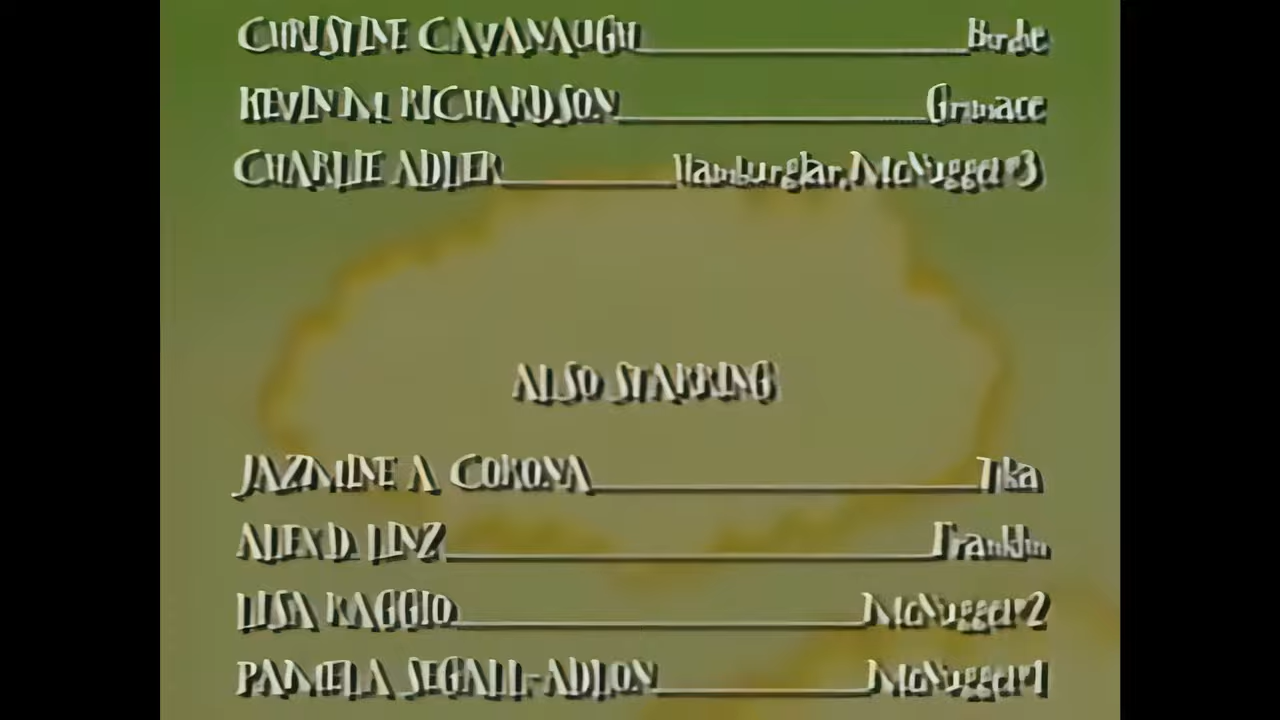 CHRISTINE CAVANAUGH Birdie
KEVIN M. RICHARDSON Grimace
CHARLIE ADLER Hamburglar, McNugget#3
ALSO STARRING
JAZMINE A. CORONA Tika
ALEX D. LINZ Franklin
LISA RAGGIO McNugget#2
PAMELA SEGALL-ADLON McNugget#1